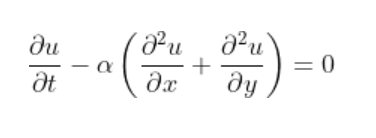 ∂u/∂t − α(∂²u/∂x + ∂²u/∂y) = 0